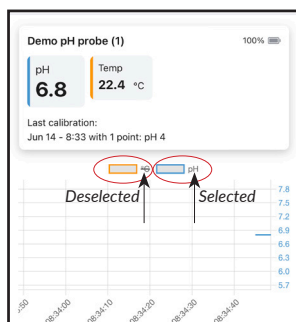 Demo pH probe (1) 100%
pH
6.8
Temp
22.4 °C
Last calibration:
Jun 14 - 8:33 with 1 point: pH 4
°C pH
Deselected Selected
7.8
7.5
7.2
6.9
6.6
6.3
6.0
5.7
:50 08:34:00 08:34:10 08:34:20 08:34:30 08:34:40